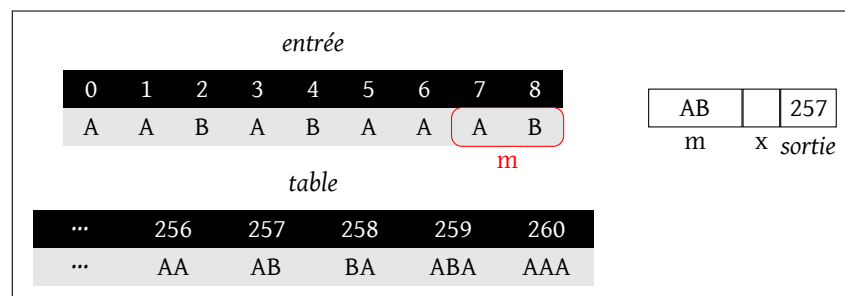 entrée
0 1 2 3 4 5 6 7 8
A A B A B A A A B
m
AB 257
m x sortie
table
... 256 257 258 259 260
... AA AB BA ABA AAA